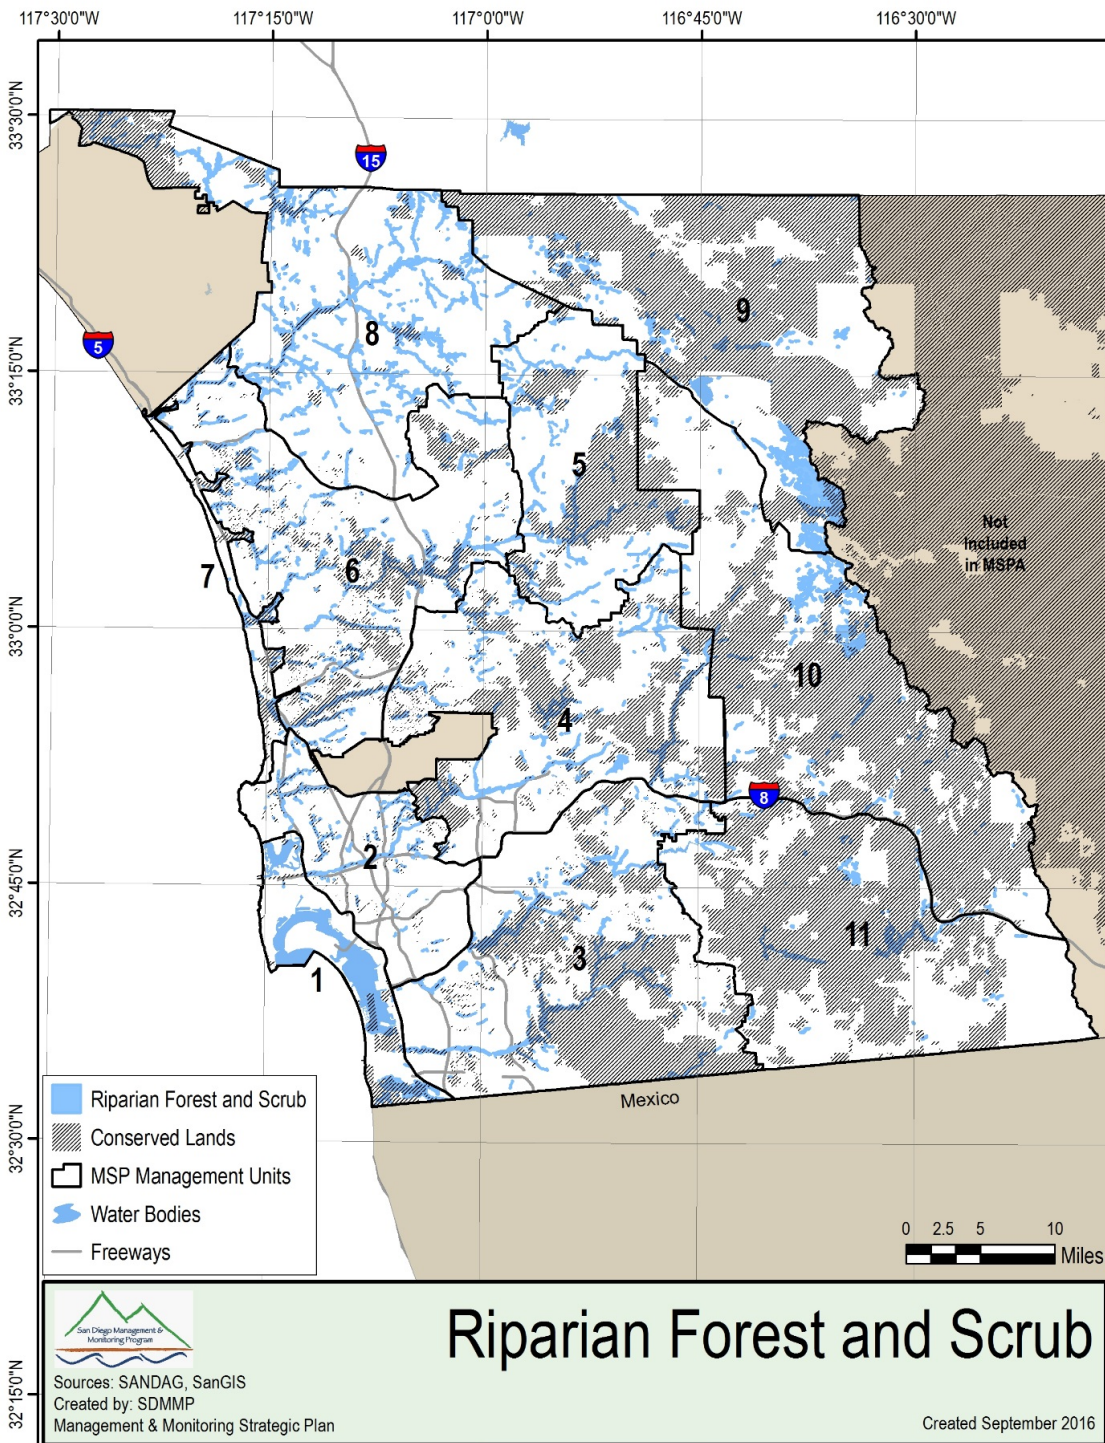 117°30'0"W 117°15'0"W 117°0'0"W 116°45'0"W 116°30'0"W
33°30'0"N
15
9
8
5
33°15'0"N
5
Not
Included
in MSPA
7
6
33°0'0"N
10
4
8
2
32°45'0"N
11
3
1
Riparian Forest and Scrub
Conserved Lands
MSP Management Units
Water Bodies
Freeways
Mexico
32°30'0"N
0 2.5 5 10
Miles
San Diego Management &
Monitoring Program
Riparian Forest and Scrub
Sources: SANDAG, SanGIS
Created by: SDMMP
Management & Monitoring Strategic Plan
Created September 2016
32°15'0"N